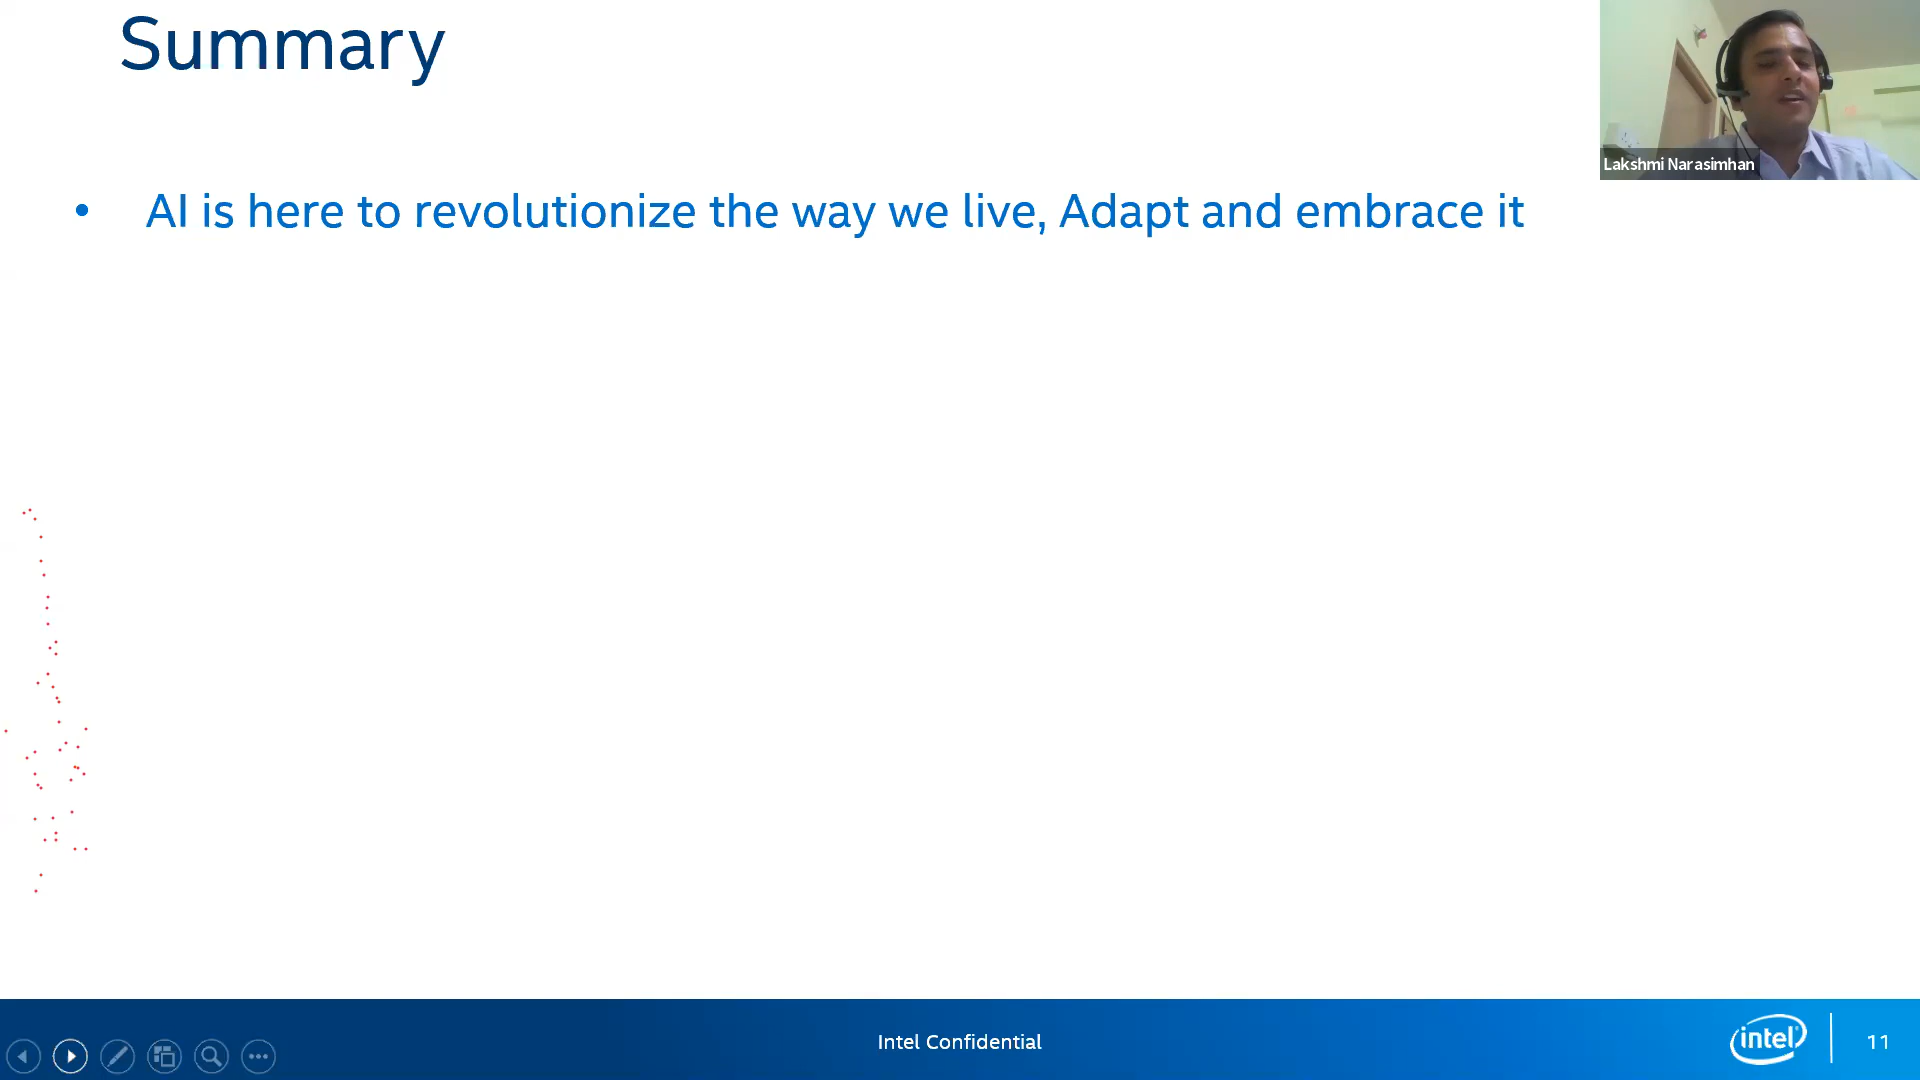 Summary
Lakshmi Narasimhan
• AI is here to revolutionize the way we live, Adapt and embrace it
Intel Confidential
intel
11